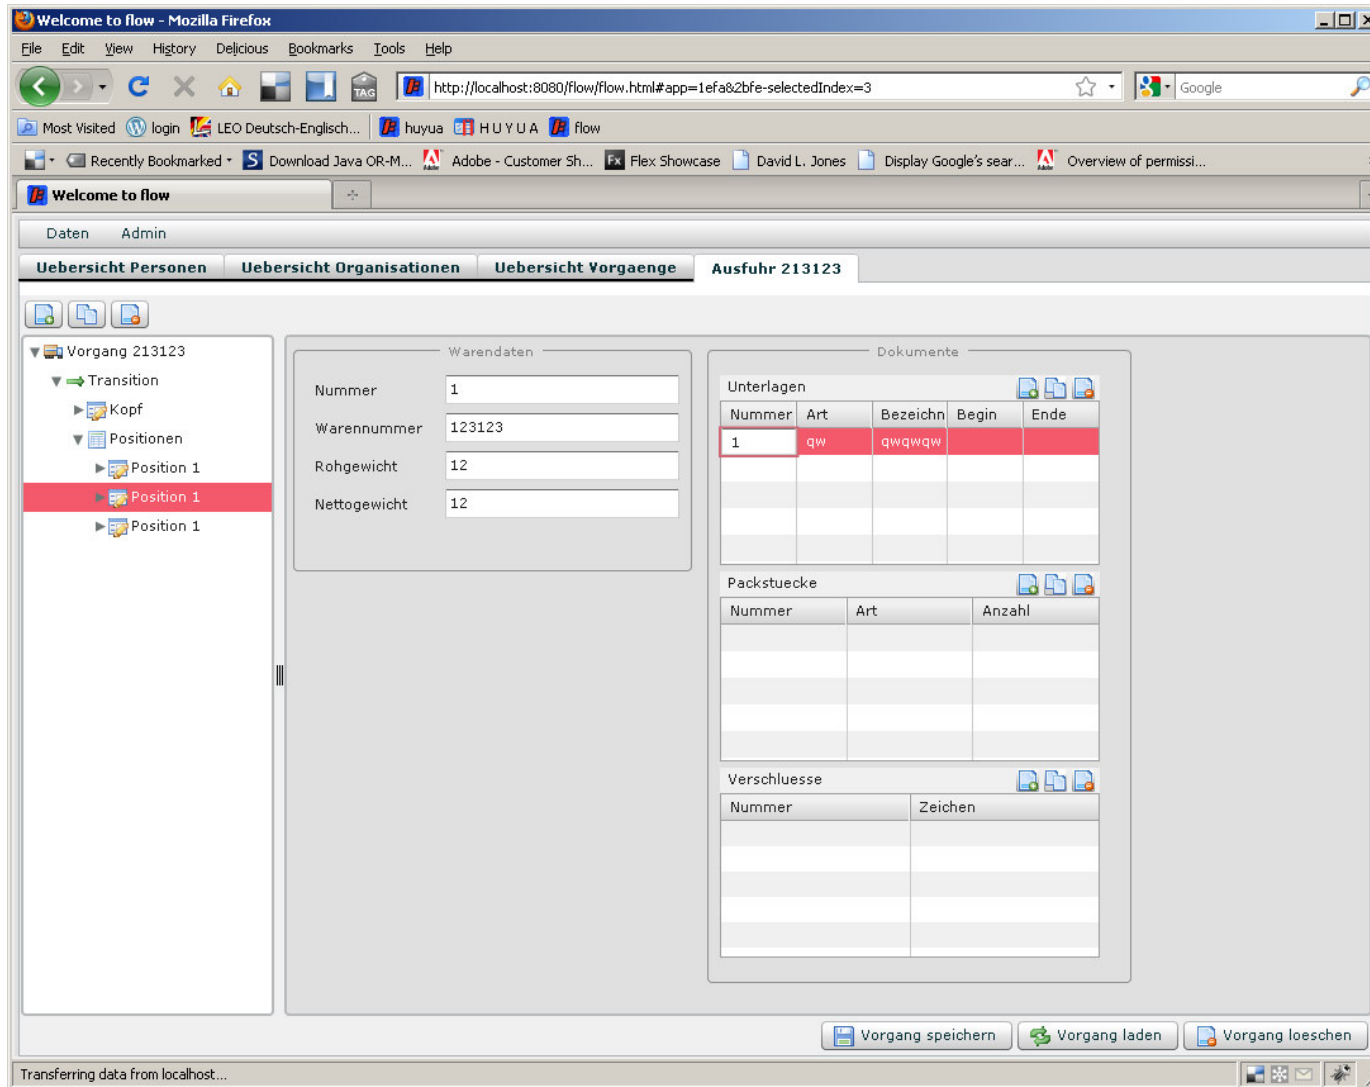 Welcome to flow - Mozilla Firefox
File Edit View History Delicious Bookmarks Tools Help
TAG http://localhost:8080/flow/flow.html#app=1efa&2bfe-selectedIndex=3 Google
Most Visited login LEO Deutsch-Englisch... huyua H U Y U A flow
Recently Bookmarked Download Java OR-M... Adobe - Customer Sh... Fx Flex Showcase David L. Jones Display Google's sear... Overview of permissi...
Welcome to flow
Daten Admin
Uebersicht Personen Uebersicht Organisationen Uebersicht Vorgaenge Ausfuhr 213123
Vorgang 213123
Transition
Kopf
Positionen
Position 1
Position 1
Position 1
Warendaten
Nummer 1
Warennummer 123123
Rohgewicht 12
Nettogewicht 12
Dokumente
Unterlagen
Nummer Art Bezeichn Begin Ende
1 qw qwqwqw
Packstuecke
Nummer Art Anzahl
Verschluesse
Nummer Zeichen
Vorgang speichern Vorgang laden Vorgang loeschen
Transferring data from localhost...